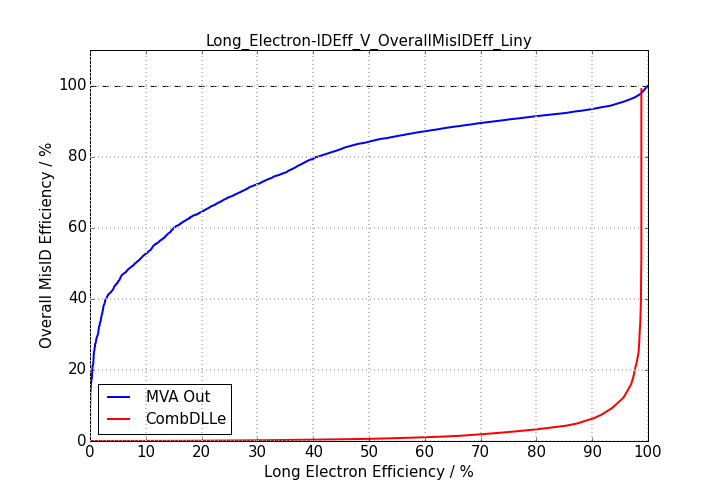 Long_Electron-IDEff_V_OverallMisIDEff_Liny
Overall MisID Efficiency / %
100
80
60
40
20
0
MVA Out
CombDLLe
0 10 20 30 40 50 60 70 80 90 100
Long Electron Efficiency / %